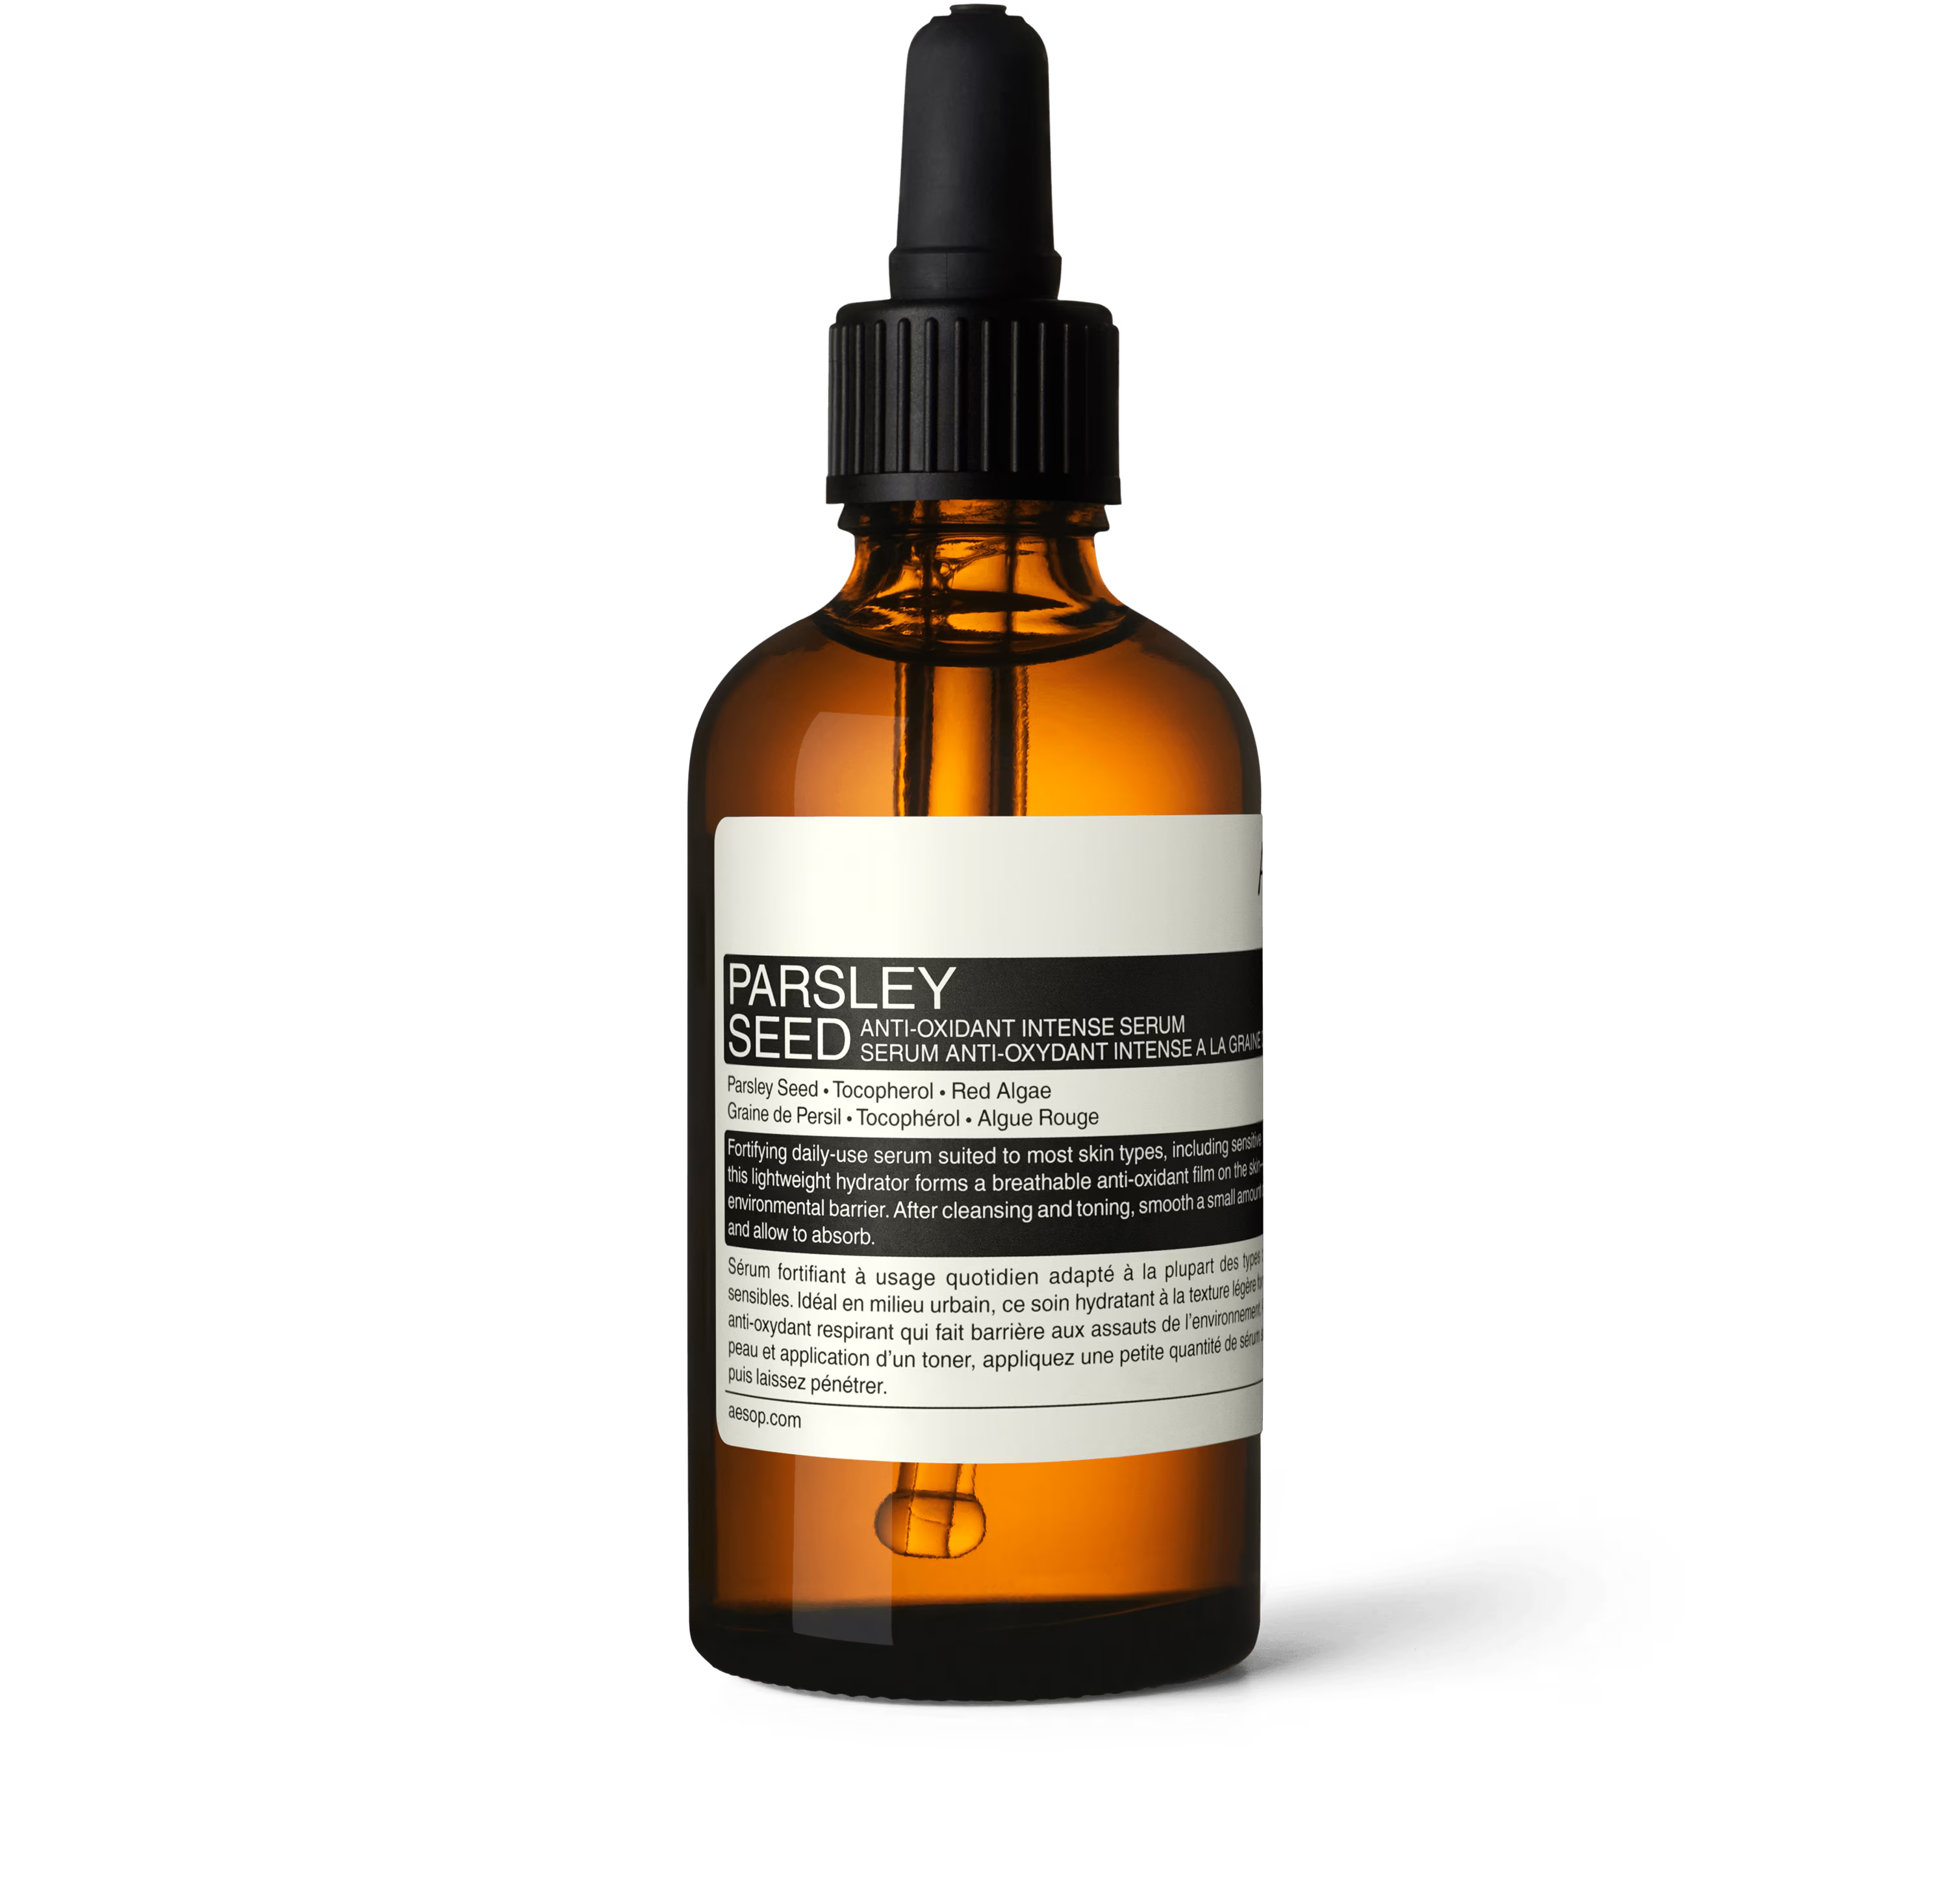 PARSLEY
SEED ANTI-OXIDANT INTENSE SERUM
SERUM ANTI-OXYDANT INTENSE A LA GRAINE
Parsley Seed • Tocopherol • Red Algae
Graine de Persil • Tocophérol • Algue Rouge
Fortifying daily-use serum suited to most skin types, including sensitive
this lightweight hydrator forms a breathable anti-oxidant film on the skin—
environmental barrier. After cleansing and toning, smooth a small amount
and allow to absorb.
Sérum fortifiant à usage quotidien adapté à la plupart des types
sensibles. Idéal en milieu urbain, ce soin hydratant à la texture légère
anti-oxydant respirant qui fait barrière aux assauts de l'environnement.
peau et application d'un toner, appliquez une petite quantité de sérum
puis laissez pénétrer.
aesop.com